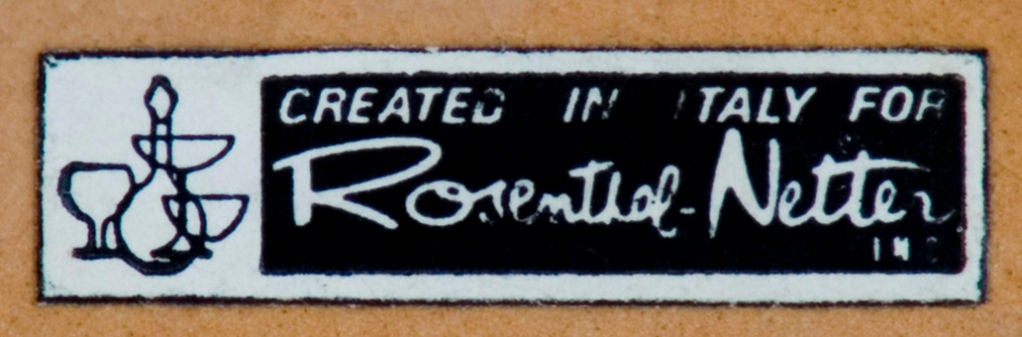 CREATED IN ITALY FOR
Rosenthal-Netter
INC